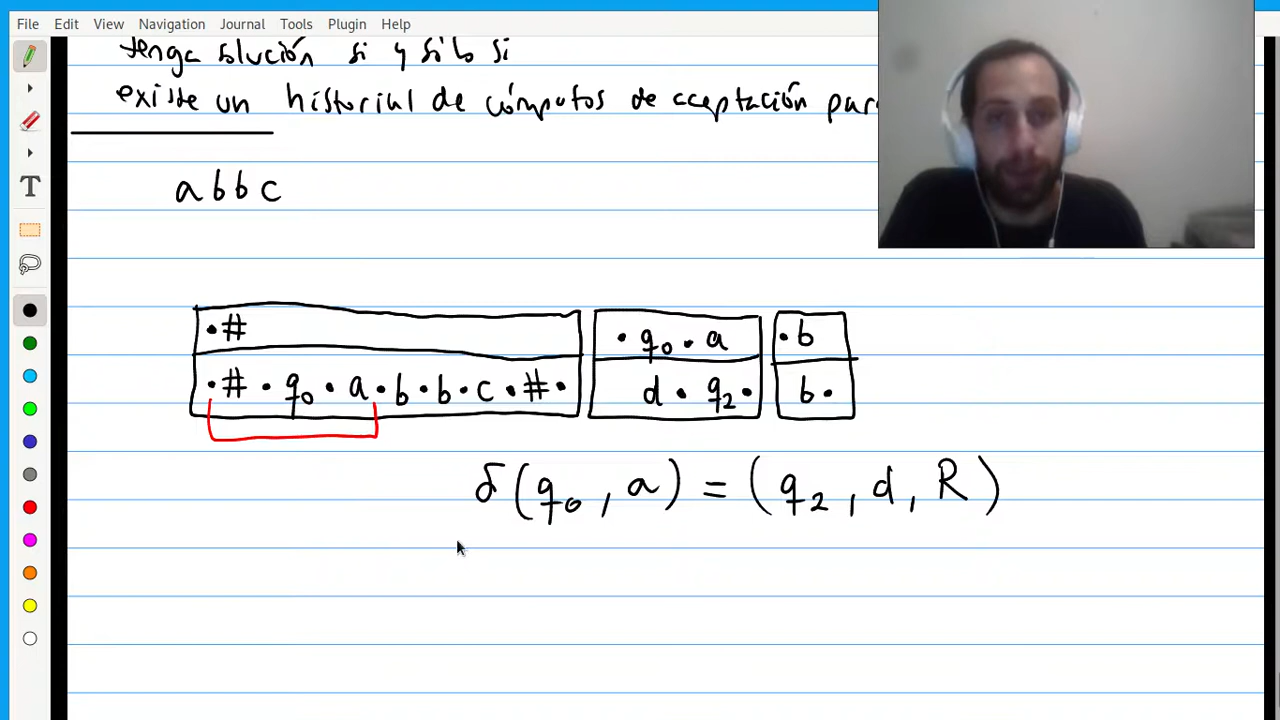 File Edit View Navigation Journal Tools Plugin Help
tenga solución si y sólo si
existe un historial de cómputos de aceptación para
T
abbc
•#
•# • q0 • a • b • b • c • # •
• q0 • a
d • q2 •
• b
b •
δ(q0, a) = (q2, d, R)